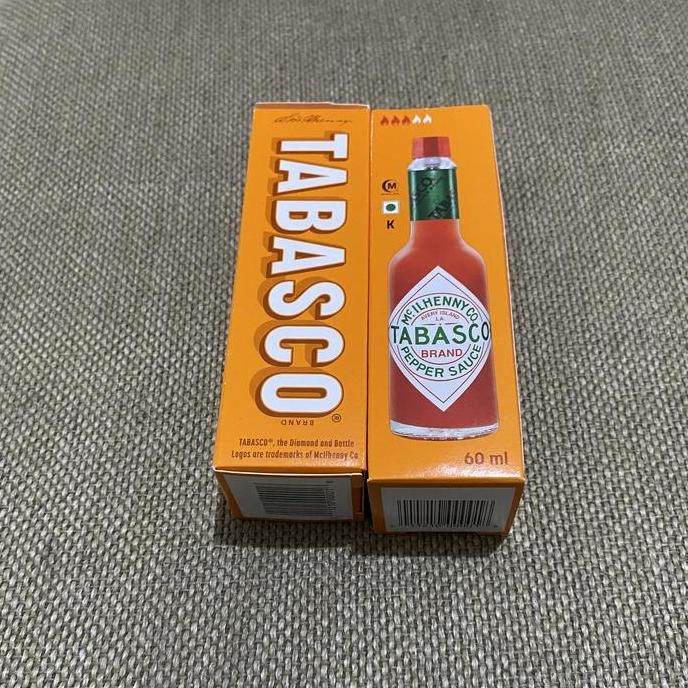 TABASCO®
BRAND
TABASCO®, the Diamond and Bottle
Logos are trademarks of McIlhenny Co
M
K
TABASCO
McILHENNY CO.
AVERY ISLAND
LA.
TABASCO
BRAND
PEPPER SAUCE
60 ml